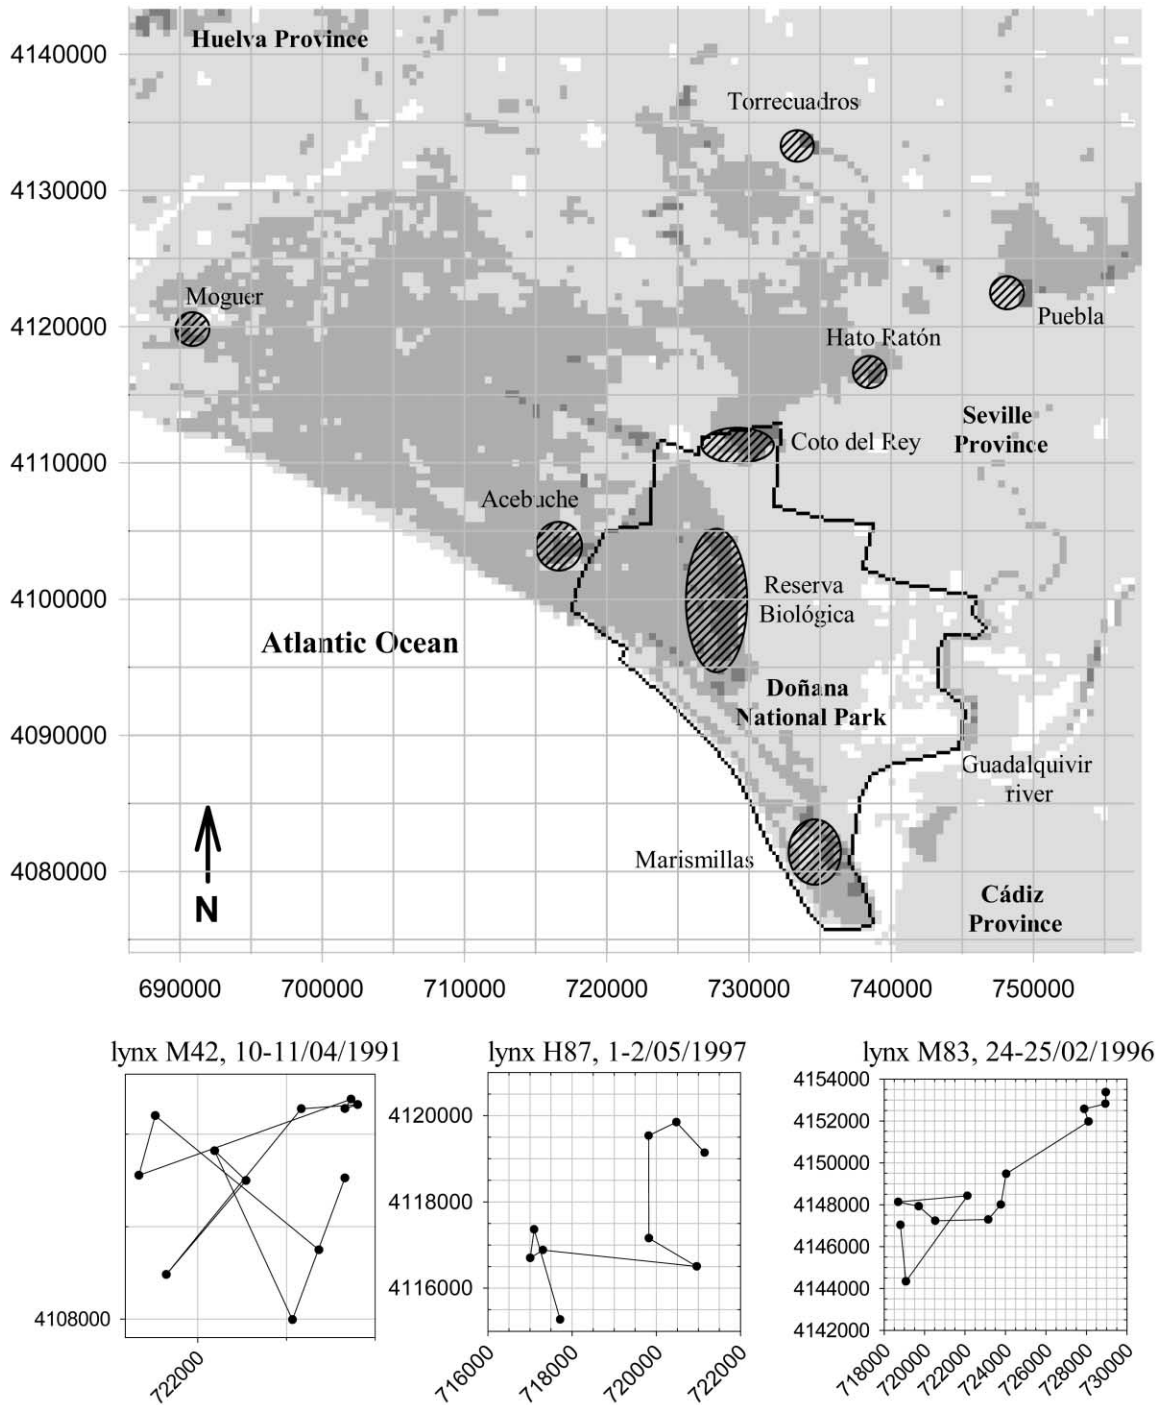 4140000
Huelva Province
Torrecuadros
4130000
Moguer
4120000
Puebla
Hato Ratón
Seville
Province
4110000
Coto del Rey
Acebuche
4100000
Reserva
Biológica
Atlantic Ocean
Doñana
National Park
4090000
Guadalquivir
river
Marismillas
4080000
N
Cádiz
Province
690000 700000 710000 720000 730000 740000 750000
lynx M42, 10-11/04/1991
4108000
722000
lynx H87, 1-2/05/1997
4120000
4118000
4116000
716000 718000 720000 722000
lynx M83, 24-25/02/1996
4154000
4152000
4150000
4148000
4146000
4144000
4142000
718000 720000 722000 724000 726000 728000 730000